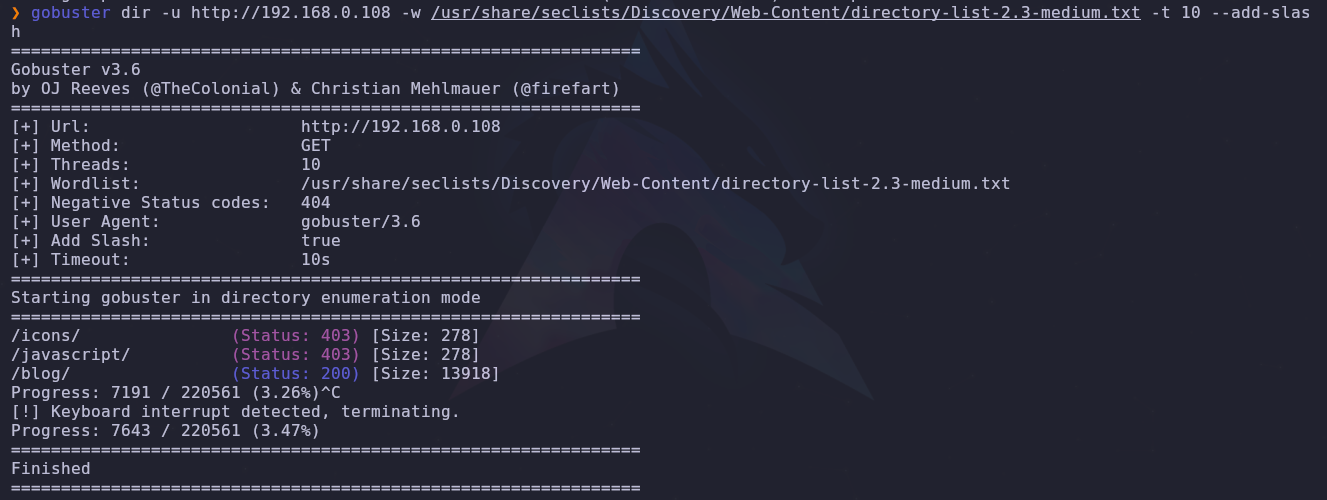 ❯ gobuster dir -u http://192.168.0.108 -w /usr/share/seclists/Discovery/Web-Content/directory-list-2.3-medium.txt -t 10 --add-slas
h
===============================================================
Gobuster v3.6
by OJ Reeves (@TheColonial) & Christian Mehlmauer (@firefart)
===============================================================
[+] Url:                     http://192.168.0.108
[+] Method:                  GET
[+] Threads:                 10
[+] Wordlist:                /usr/share/seclists/Discovery/Web-Content/directory-list-2.3-medium.txt
[+] Negative Status codes:   404
[+] User Agent:              gobuster/3.6
[+] Add Slash:               true
[+] Timeout:                 10s
===============================================================
Starting gobuster in directory enumeration mode
===============================================================
/icons/               (Status: 403) [Size: 278]
/javascript/          (Status: 403) [Size: 278]
/blog/                (Status: 200) [Size: 13918]
Progress: 7191 / 220561 (3.26%)^C
[!] Keyboard interrupt detected, terminating.
Progress: 7643 / 220561 (3.47%)
===============================================================
Finished
===============================================================